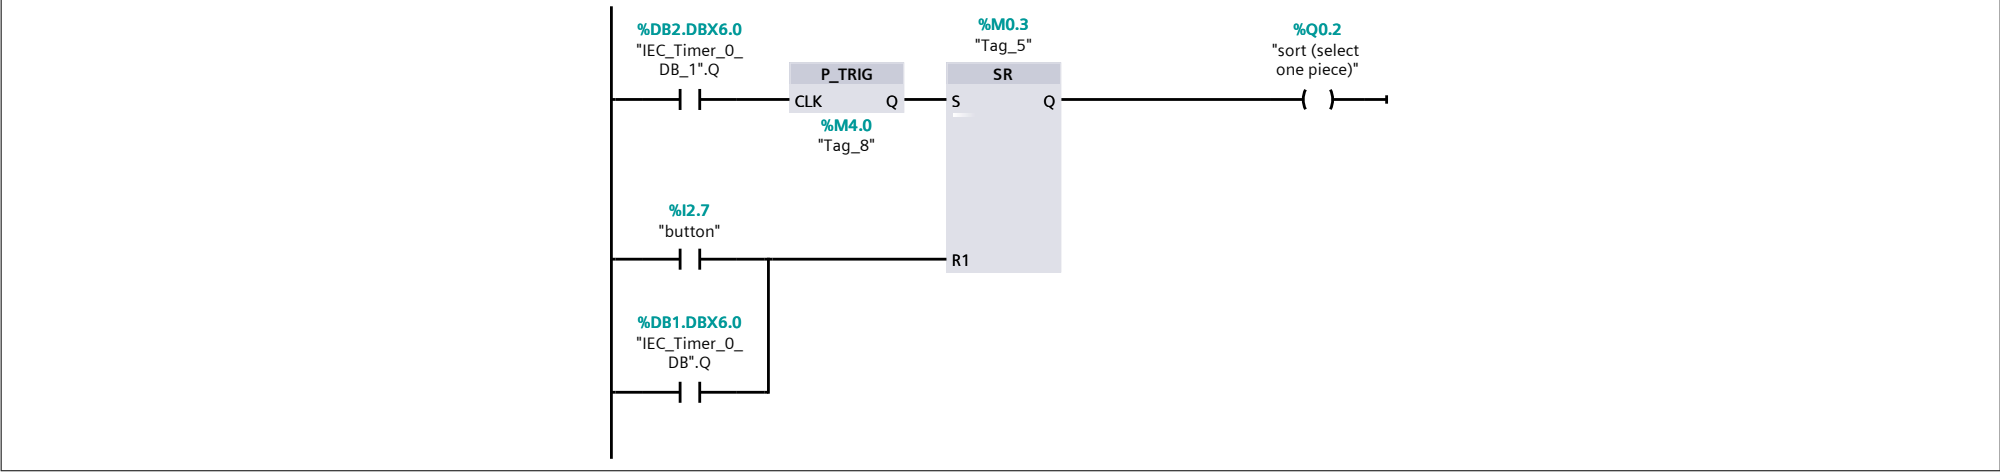 %DB2.DBX6.0
"IEC_Timer_0_
DB_1".Q
P_TRIG
CLK Q
%M4.0
"Tag_8"
%M0.3
"Tag_5"
SR
S Q
R1
%Q0.2
"sort (select
one piece)"
%I2.7
"button"
%DB1.DBX6.0
"IEC_Timer_0_
DB".Q